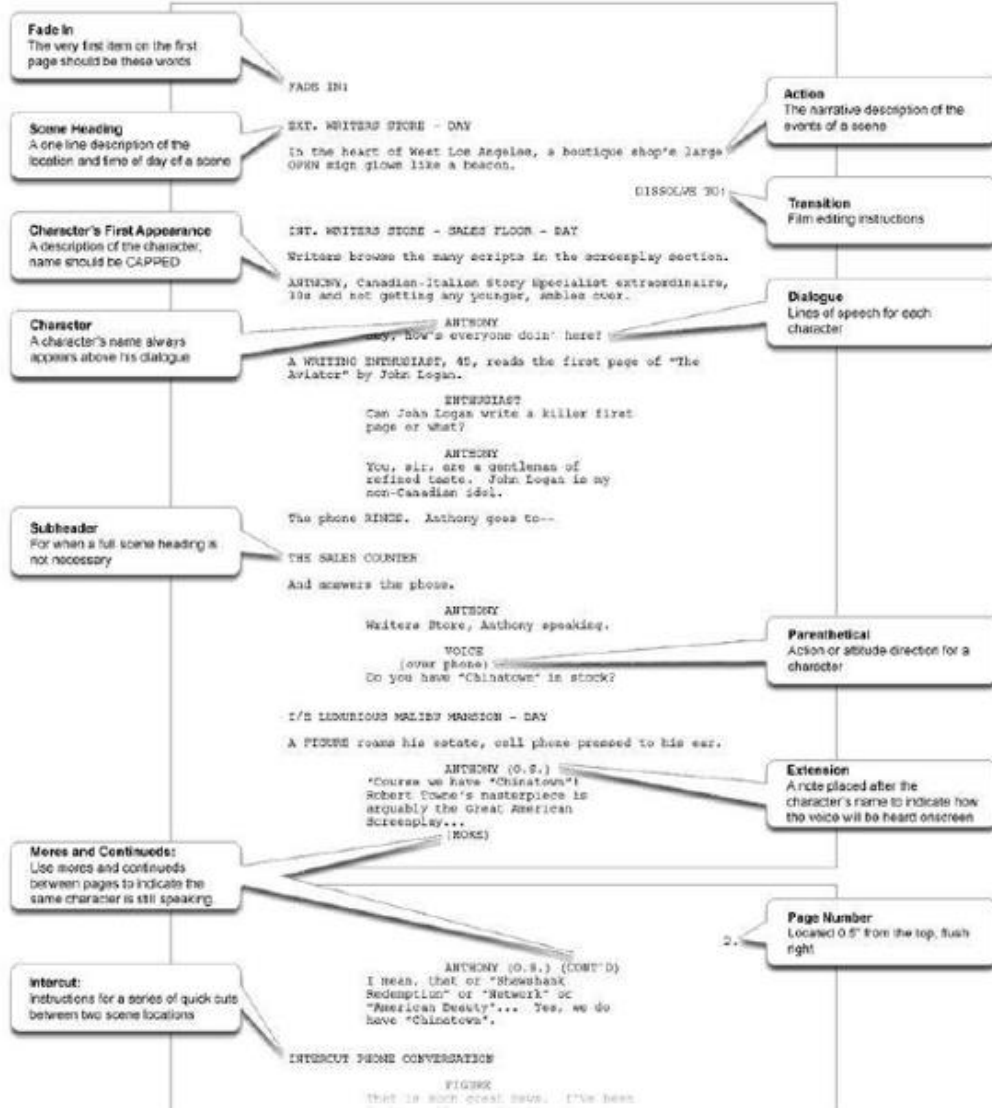 Fade In
The very first item on the first
page should be these words
FADE IN:
Scene Heading
A one line description of the
location and time of day of a scene
EXT. WRITERS STORE - DAY
In the heart of West Los Angeles, a boutique shop's large
OPEN sign glows like a beacon.
Action
The narrative description of the
events of a scene
DISSOLVE TO:
Transition
Film editing instructions
Character's First Appearance
A description of the character,
name should be CAPPED
INT. WRITERS STORE - SALES FLOOR - DAY
Writers browse the many scripts in the screenplay section.
ANTHONY, Canadian-Italian Story Specialist extraordinaire,
30s and not getting any younger, ambles over.
Character
A character's name always
appears above his dialogue
ANTHONY
Hey, how's everyone doin' here?
Dialogue
Lines of speech for each
character
A WRITING ENTHUSIAST, 45, reads the first page of "The
Aviator" by John Logan.
ENTHUSIAST
Can John Logan write a killer first
page or what?
ANTHONY
You, sir, are a gentleman of
refined taste. John Logan is my
non-Canadian idol.
The phone RINGS. Anthony goes to--
Subheader
For when a full scene heading is
not necessary
THE SALES COUNTER
And answers the phone.
ANTHONY
Writers Store, Anthony speaking.
VOICE
(over phone)
Do you have "Chinatown" in stock?
Parenthetical
Action or attitude direction for a
character
I/E LUXURIOUS MALIBU MANSION - DAY
A FIGURE roams his estate, cell phone pressed to his ear.
ANTHONY (O.S.)
'Course we have "Chinatown"!
Robert Towne's masterpiece is
arguably the Great American
Screenplay...
(MORE)
Extension
A note placed after the
character's name to indicate how
the voice will be heard onscreen
Mores and Continueds:
Use mores and continueds
between pages to indicate the
same character is still speaking.
2.
Page Number
Located 0.5" from the top, flush
right
ANTHONY (O.S.) (CONT'D)
I mean, that or "Shawshank
Redemption" or "Network" or
"American Beauty"... Yes, we do
have "Chinatown".
Intercut:
Instructions for a series of quick cuts
between two scene locations
INTERCUT PHONE CONVERSATION
FIGURE
That is such great news. I've been